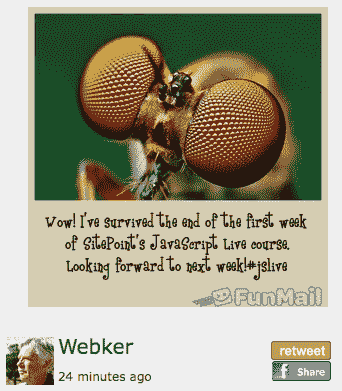 Wow! I've survived the end of the first week
of SitePoint's JavaScript Live course.
Looking forward to next week!#jslive
FunMail
Webker
24 minutes ago
retweet
f Share